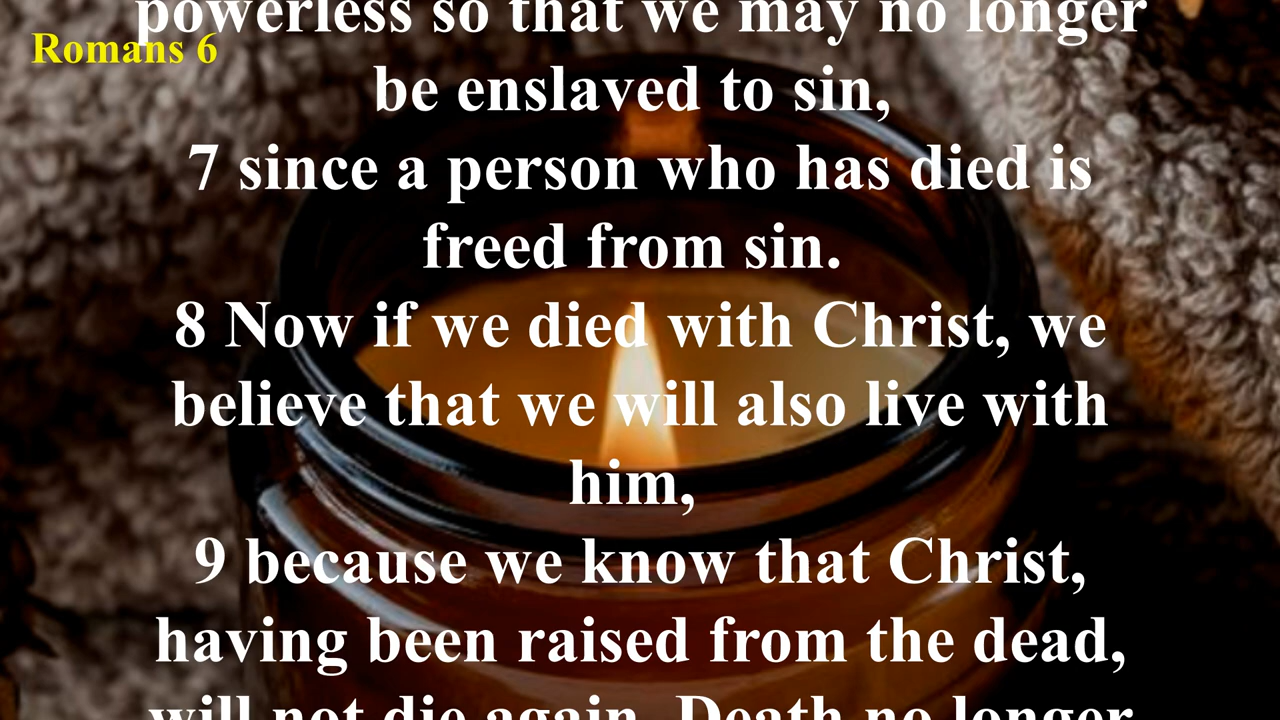 powerless so that we may no longer
Romans 6
be enslaved to sin,
7 since a person who has died is
freed from sin.
8 Now if we died with Christ, we
believe that we will also live with
him,
9 because we know that Christ,
having been raised from the dead,
will not die again. Death no longer